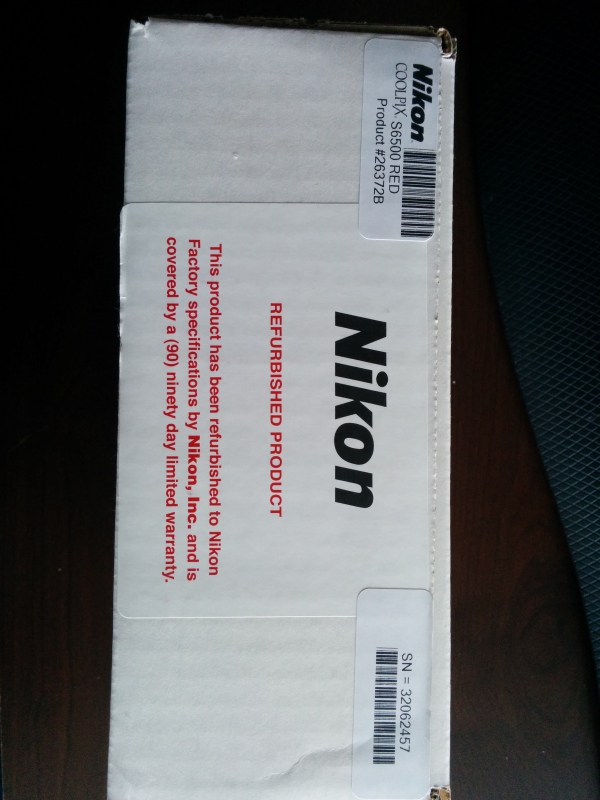 Nikon
COOLPIX S6500 RED
Product #26372B
Nikon
REFURBISHED PRODUCT
This product has been refurbished to Nikon
Factory specifications by Nikon, Inc. and is
covered by a (90) ninety day limited warranty.
SN = 32062457